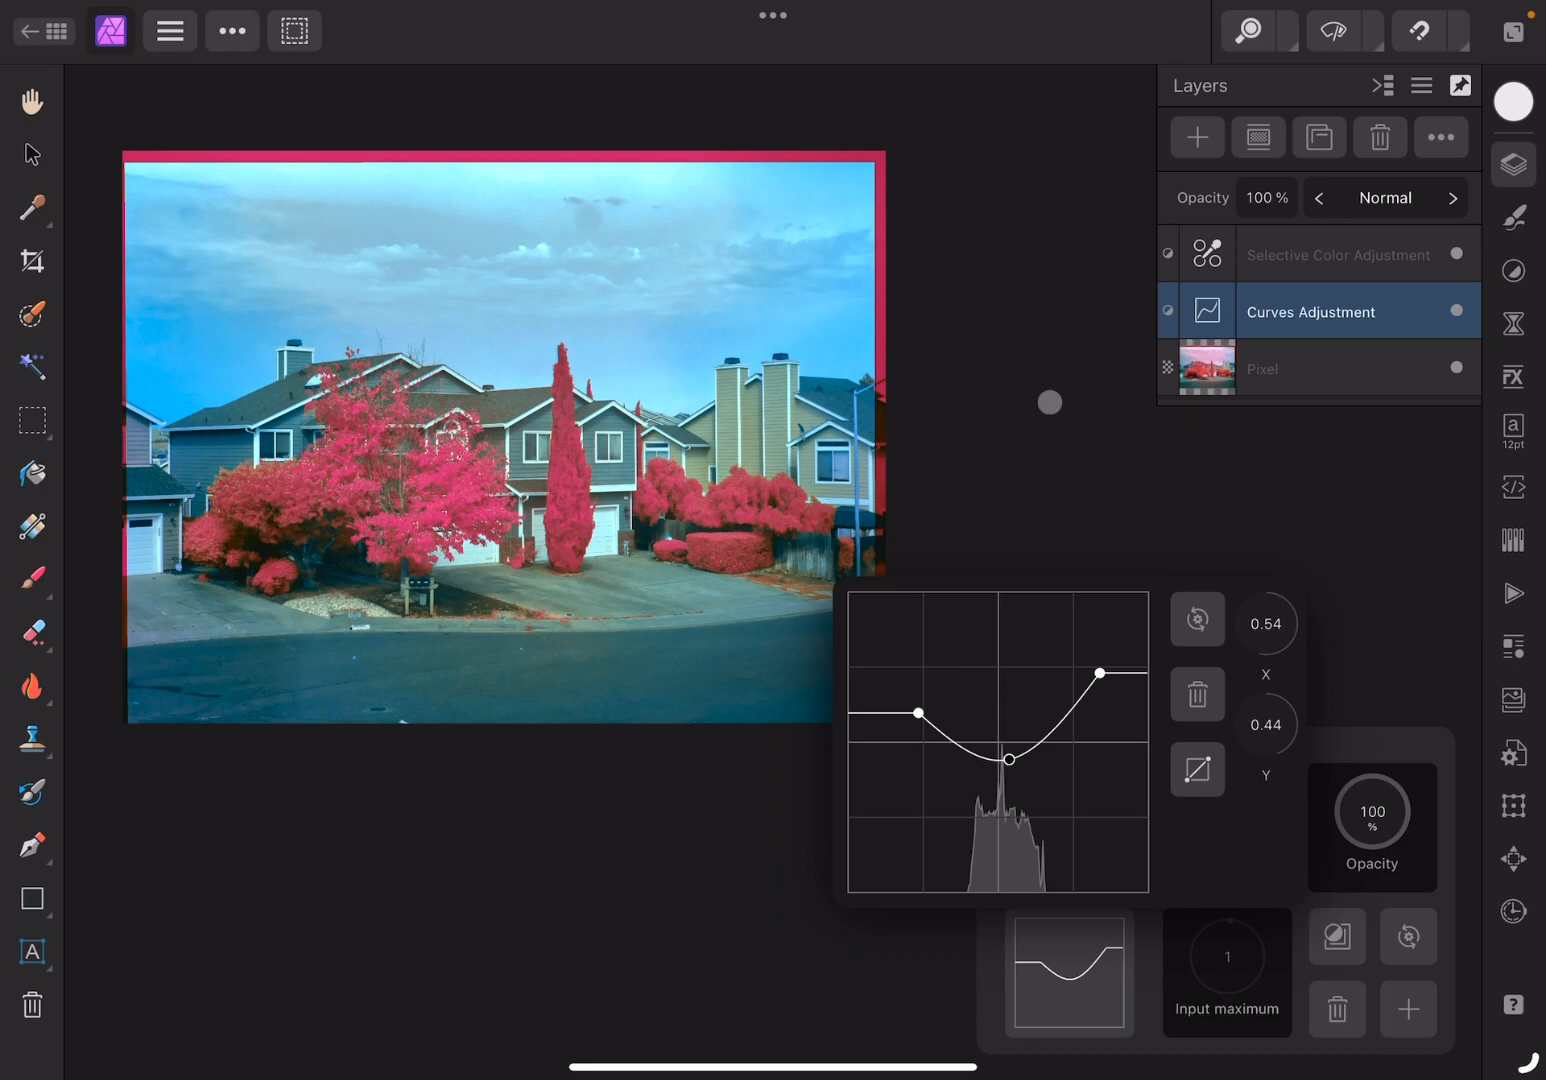 Layers
Opacity 100 % < Normal >
Selective Color Adjustment
Curves Adjustment
Pixel
FX
a
12pt
0.54
X
0.44
Y
100
%
Opacity
1
Input maximum
A
?